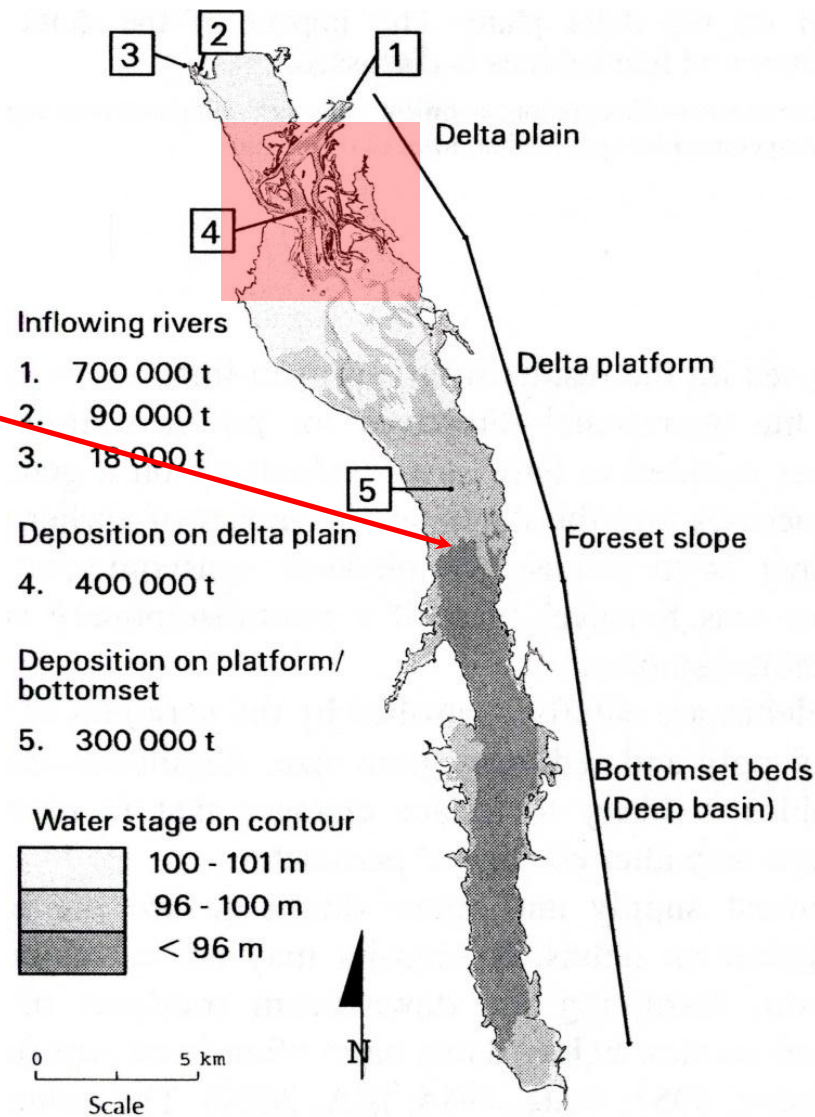 3
2
1
Delta plain
4
Inflowing rivers
1. 700 000 t
2. 90 000 t
3. 18 000 t
Delta platform
5
Foreset slope
Deposition on delta plain
4. 400 000 t
Deposition on platform/
bottomset
5. 300 000 t
Bottomset beds
(Deep basin)
Water stage on contour
100 - 101 m
96 - 100 m
< 96 m
N
0 5 km
Scale